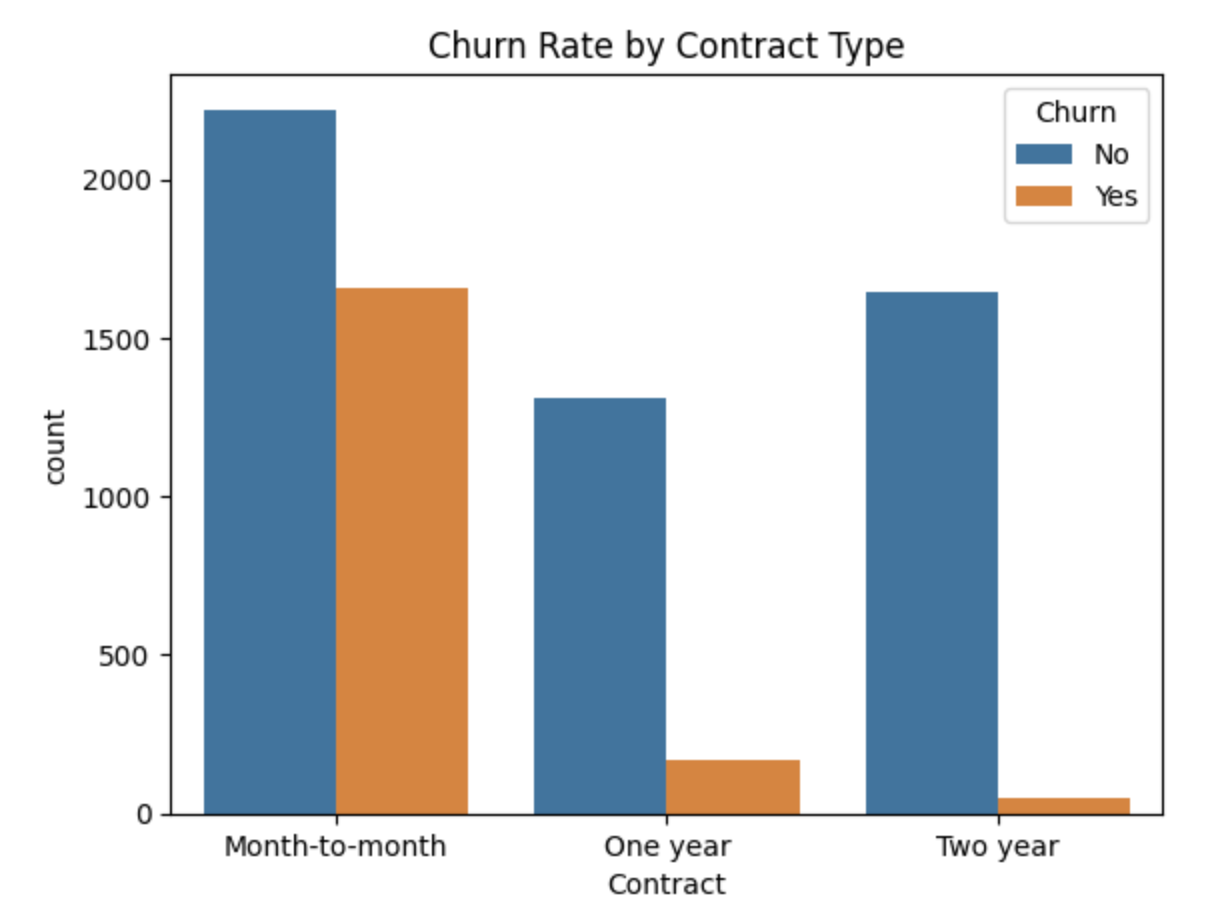 Churn Rate by Contract Type
Churn
No
Yes
2000
1500
1000
500
0
count
Month-to-month
One year
Two year
Contract